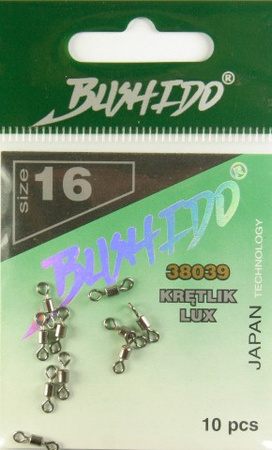 BUSHIDO®
size 16
BUSHIDO®
38039
KRĘTLIK
LUX
JAPAN TECHNOLOGY
10 pcs